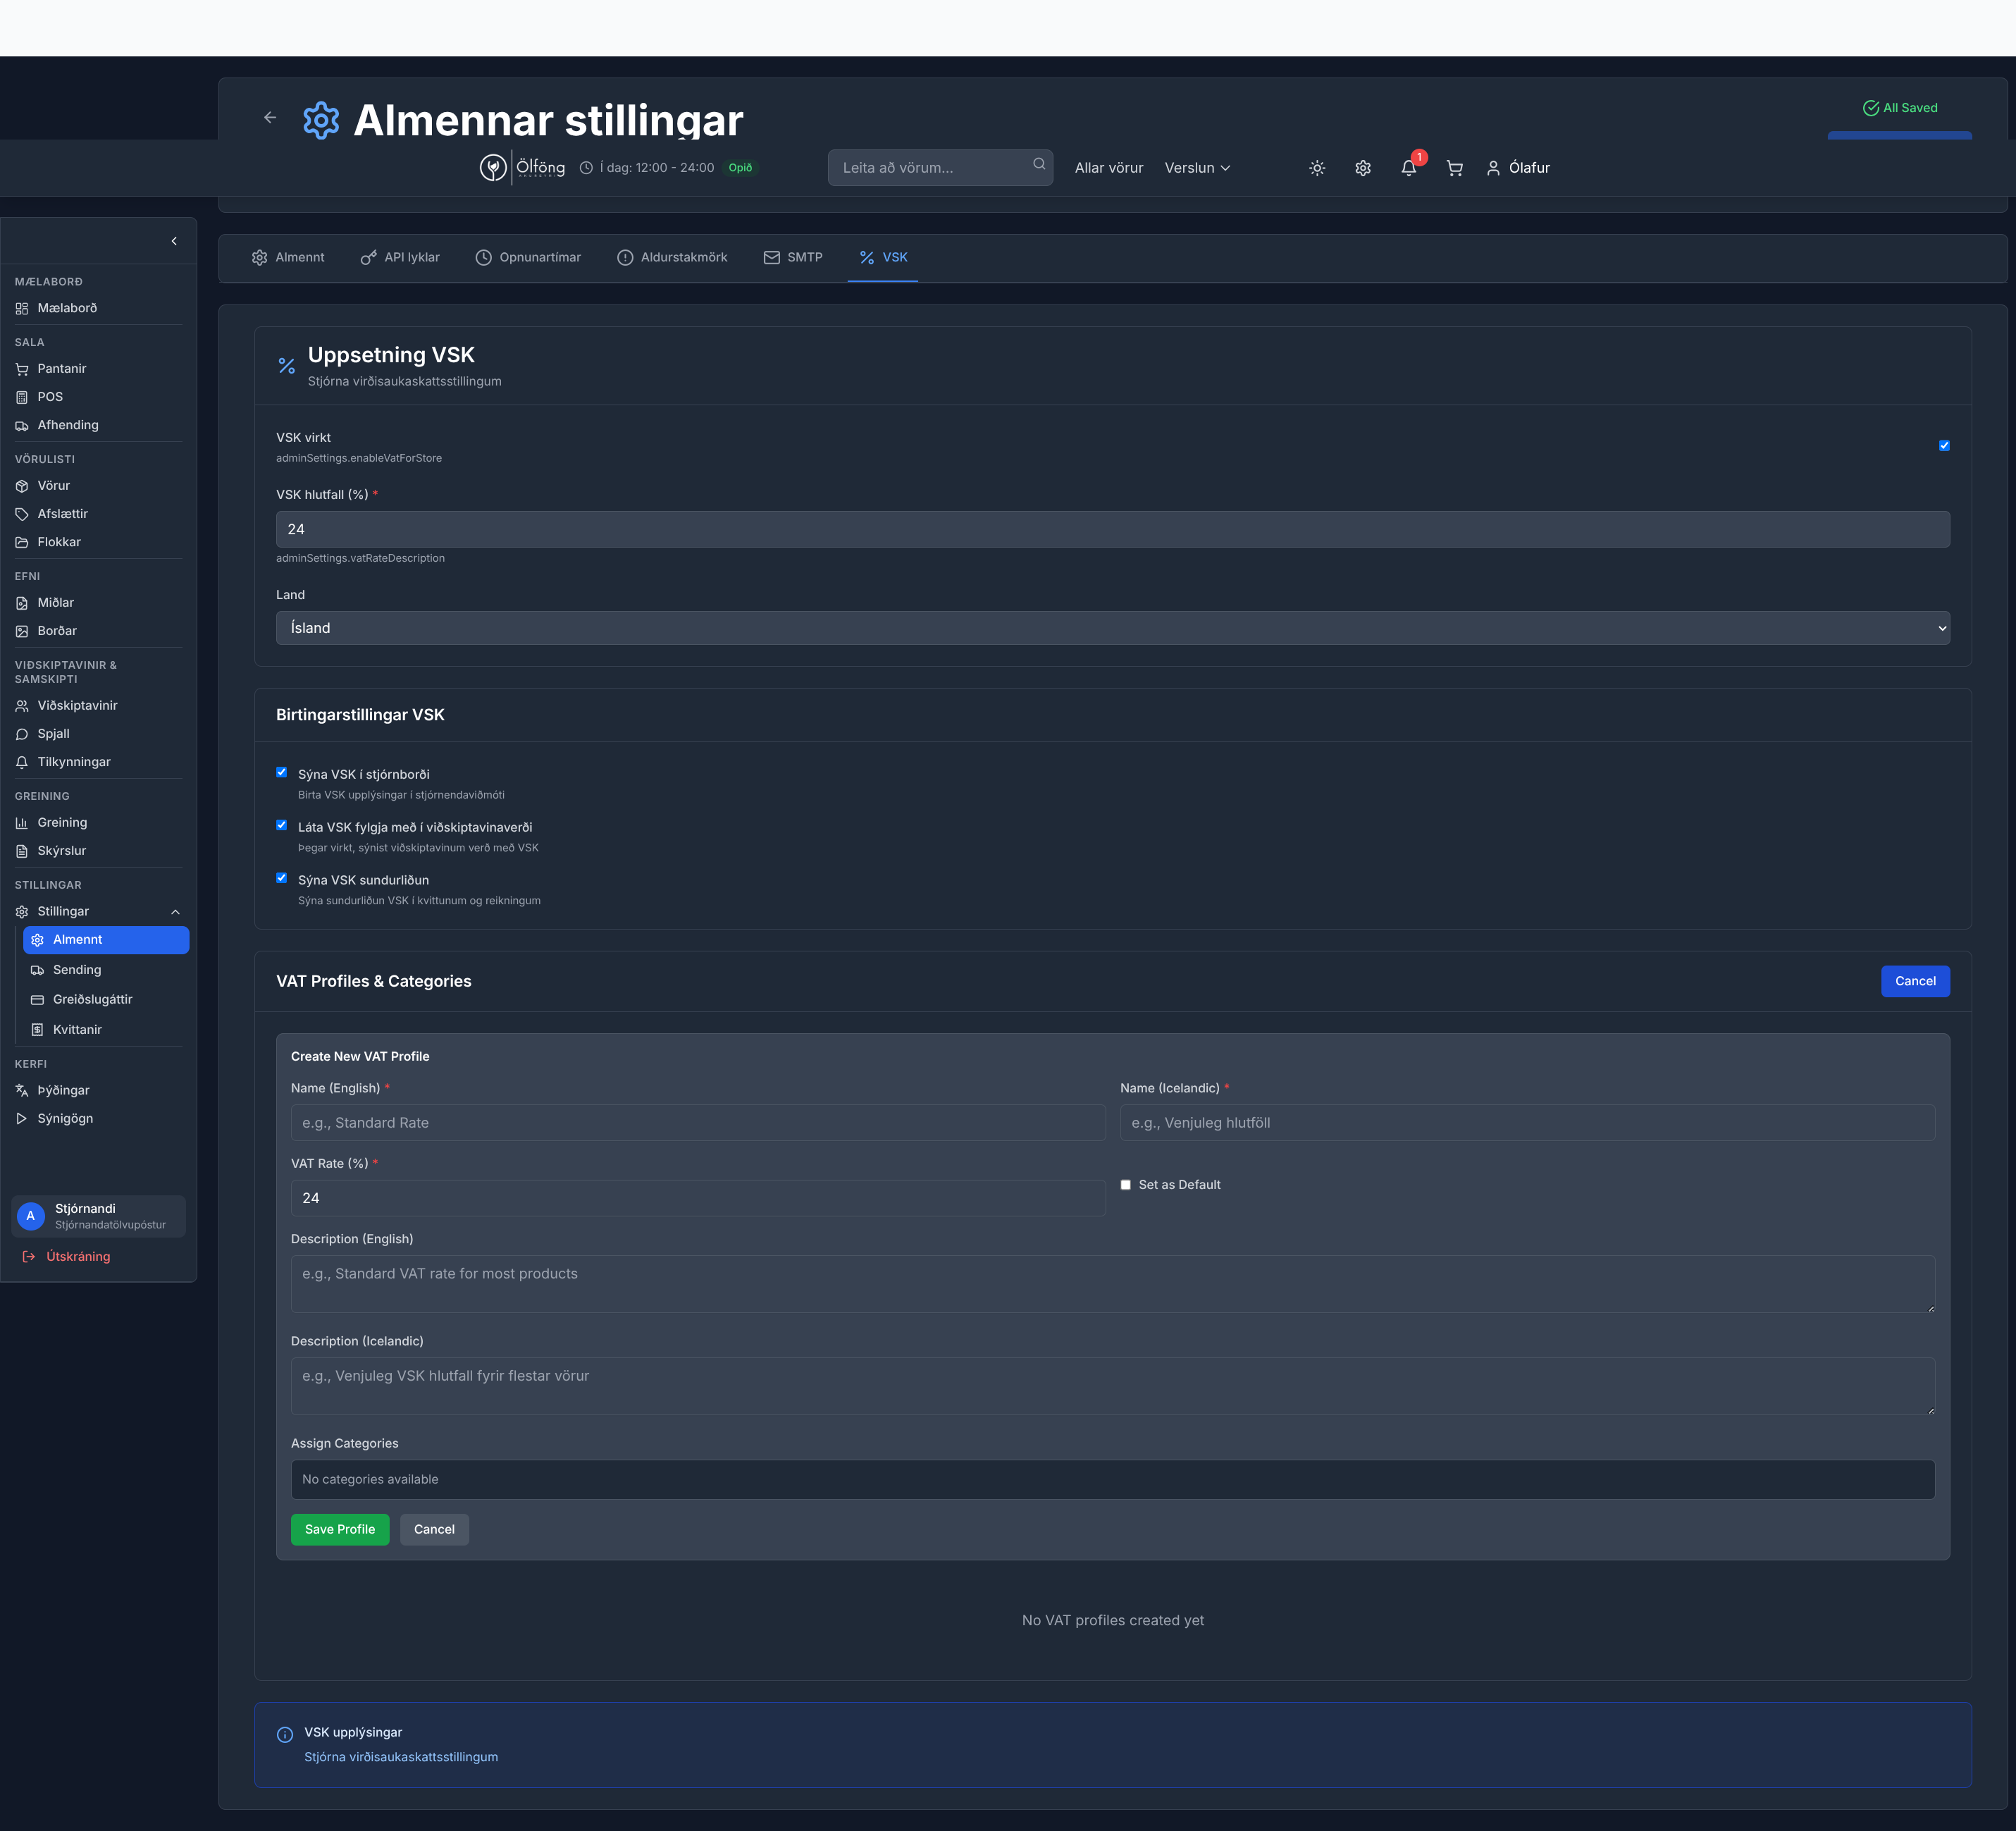 Almennar stillingar
All Saved
Ölföng
Í dag: 12:00 - 24:00
Opið
Leita að vörum...
Allar vörur
Verslun
1
Ólafur
MÆLABORÐ
Mælaborð
SALA
Pantanir
POS
Afhending
VÖRULISTI
Vörur
Afslættir
Flokkar
EFNI
Miðlar
Borðar
VIÐSKIPTAVINIR &
SAMSKIPTI
Viðskiptavinir
Spjall
Tilkynningar
GREINING
Greining
Skýrslur
STILLINGAR
Stillingar
Almennt
Sending
Greiðslugáttir
Kvittanir
KERFI
Þýðingar
Sýnigögn
A
Stjórnandi
Stjórnandatölvupóstur
Útskráning
Almennt
API lyklar
Opnunartímar
Aldurstakmörk
SMTP
VSK
Uppsetning VSK
Stjórna virðisaukaskattsstillingum
VSK virkt
adminSettings.enableVatForStore
VSK hlutfall (%) *
24
adminSettings.vatRateDescription
Land
Ísland
Birtingarstillingar VSK
Sýna VSK í stjórnborði
Birta VSK upplýsingar í stjórnendaviðmóti
Láta VSK fylgja með í viðskiptavinaverði
Þegar virkt, sýnist viðskiptavinum verð með VSK
Sýna VSK sundurliðun
Sýna sundurliðun VSK í kvittunum og reikningum
VAT Profiles & Categories
Cancel
Create New VAT Profile
Name (English) *
Name (Icelandic) *
e.g., Standard Rate
e.g., Venjuleg hlutföll
VAT Rate (%) *
24
Set as Default
Description (English)
e.g., Standard VAT rate for most products
Description (Icelandic)
e.g., Venjuleg VSK hlutfall fyrir flestar vörur
Assign Categories
No categories available
Save Profile
Cancel
No VAT profiles created yet
VSK upplýsingar
Stjórna virðisaukaskattsstillingum